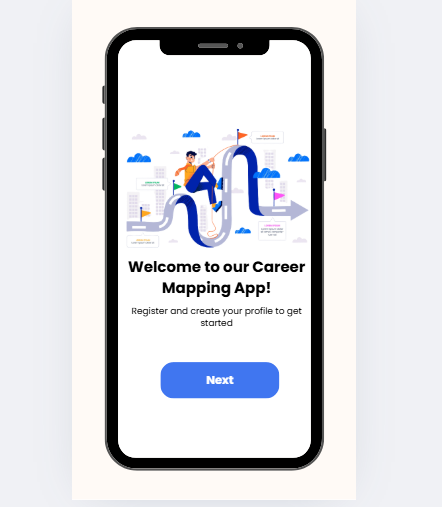 Welcome to our Career
Mapping App!
Register and create your profile to get
started
Next